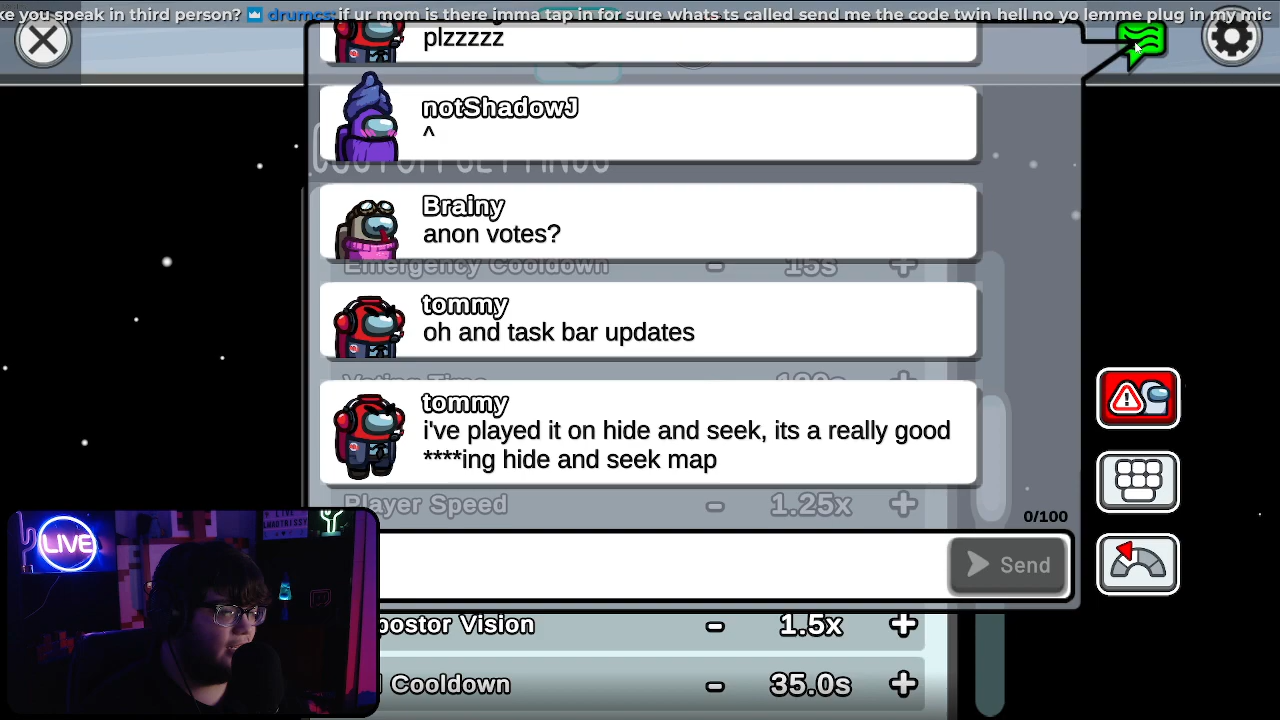 ke you speak in third person? drumcs: if ur mom is there imma tap in for sure whats ts called send me the code twin hell no yo lemme plug in my mic
plzzzzz
notShadowJ
^
Brainy
anon votes?
Emergency Cooldown - 15s +
tommy
oh and task bar updates
Voting Time
tommy
i've played it on hide and seek, its a really good
****ing hide and seek map
Player Speed - 1.25x +
0/100
Send
LIVE
postor Vision - 1.5x +
Cooldown - 35.0s +